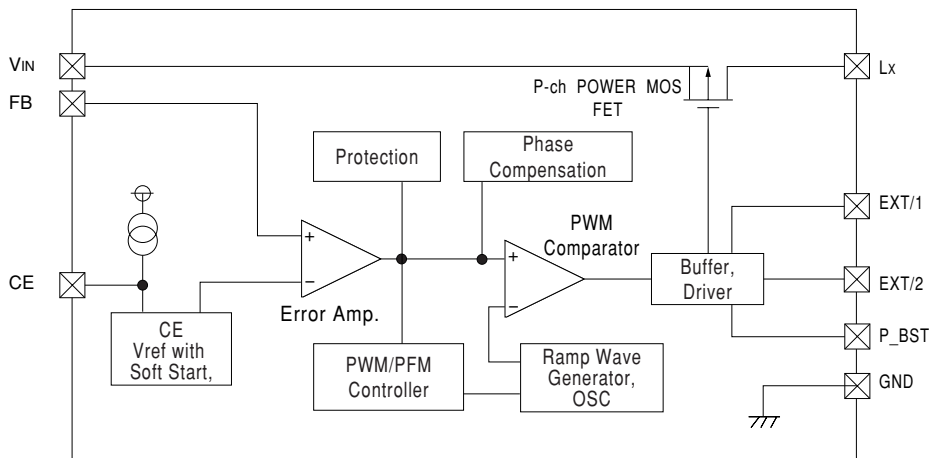 VIN
FB
CE
P-ch POWER MOS
FET
Lx
Protection
Phase
Compensation
+
−
Error Amp.
PWM
Comparator
+
−
Buffer,
Driver
EXT/1
EXT/2
P_BST
GND
CE
Vref with
Soft Start,
PWM/PFM
Controller
Ramp Wave
Generator,
OSC